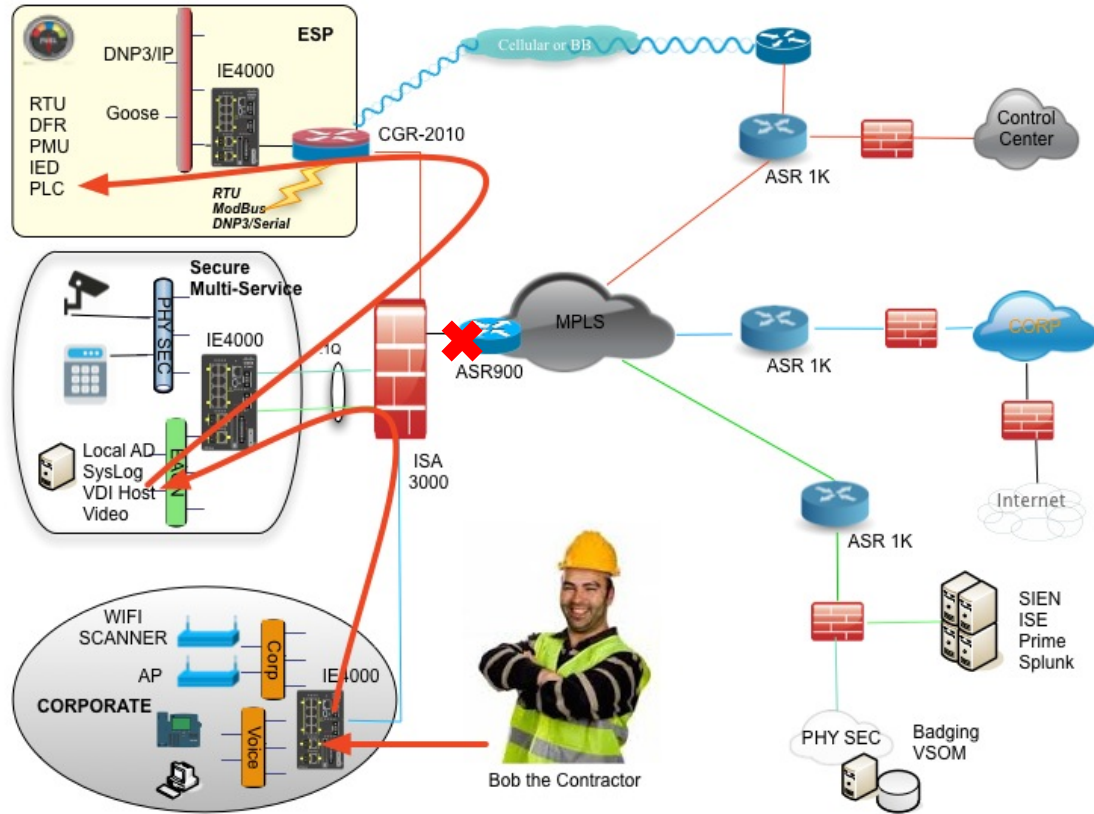 ESP
DNP3/IP
IE4000
Goose
RTU
DFR
PMU
IED
PLC
CGR-2010
RTU
ModBus
DNP3/Serial
Cellular or BB
ASR 1K
Control
Center
Secure
Multi-Service
PHY SEC
IE4000
.1Q
Local AD
SysLog
VDI Host
Video
ISA
3000
ASR900
MPLS
ASR 1K
CORP
Internet
ASR 1K
SIEN
ISE
Prime
Splunk
PHY SEC
Badging
VSOM
WIFI
SCANNER
AP
Corp
IE4000
CORPORATE
Voice
Bob the Contractor